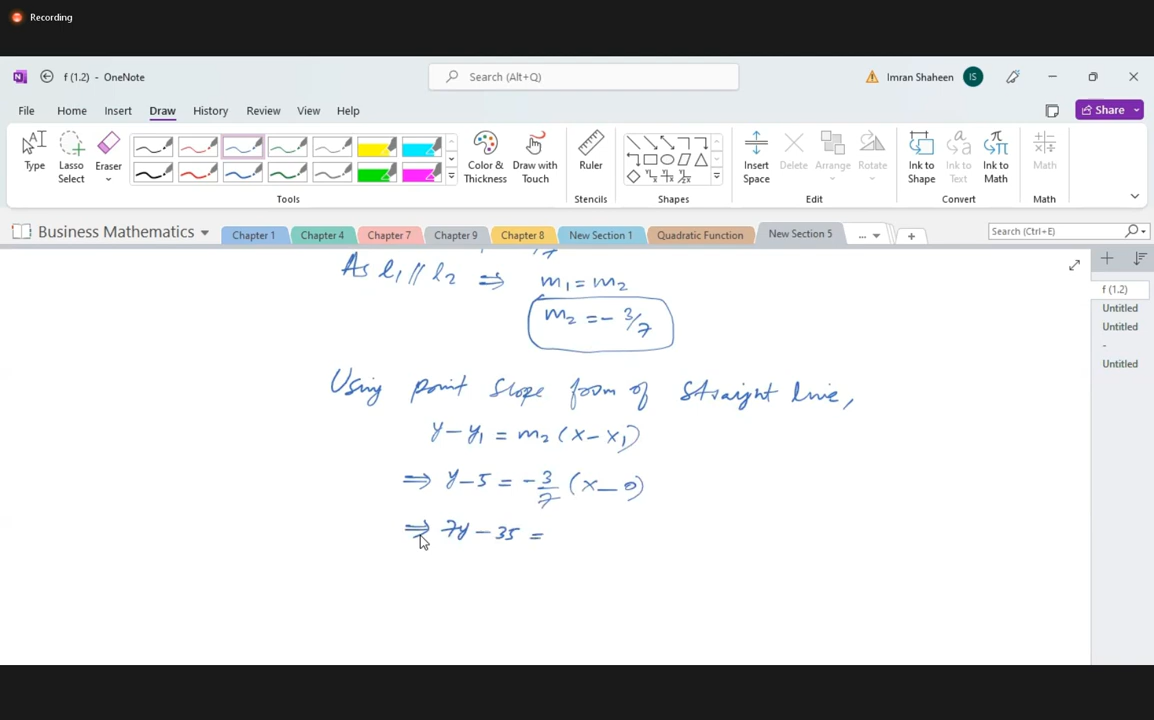 Recording
f (1.2) - OneNote
Search (Alt+Q)
Imran Shaheen IS
File Home Insert Draw History Review View Help
Share
Type Lasso Select Eraser
Color & Thickness Draw with Touch Ruler
Insert Space Delete Arrange Rotate Ink to Shape Ink to Text Ink to Math Math
Tools Stencils Shapes Edit Convert Math
Business Mathematics Chapter 1 Chapter 4 Chapter 7 Chapter 9 Chapter 8 New Section 1 Quadratic Function New Section 5 ... + Search (Ctrl+E)
f (1.2)
Untitled
Untitled
-
Untitled
As l₁ // l₂ ⇒ m₁ = m₂
m₂ = - 3/7
Using point slope form of straight line,
y - y₁ = m₂ (x - x₁)
⇒ y - 5 = - 3/7 (x - 0)
⇒ 7y - 35 =